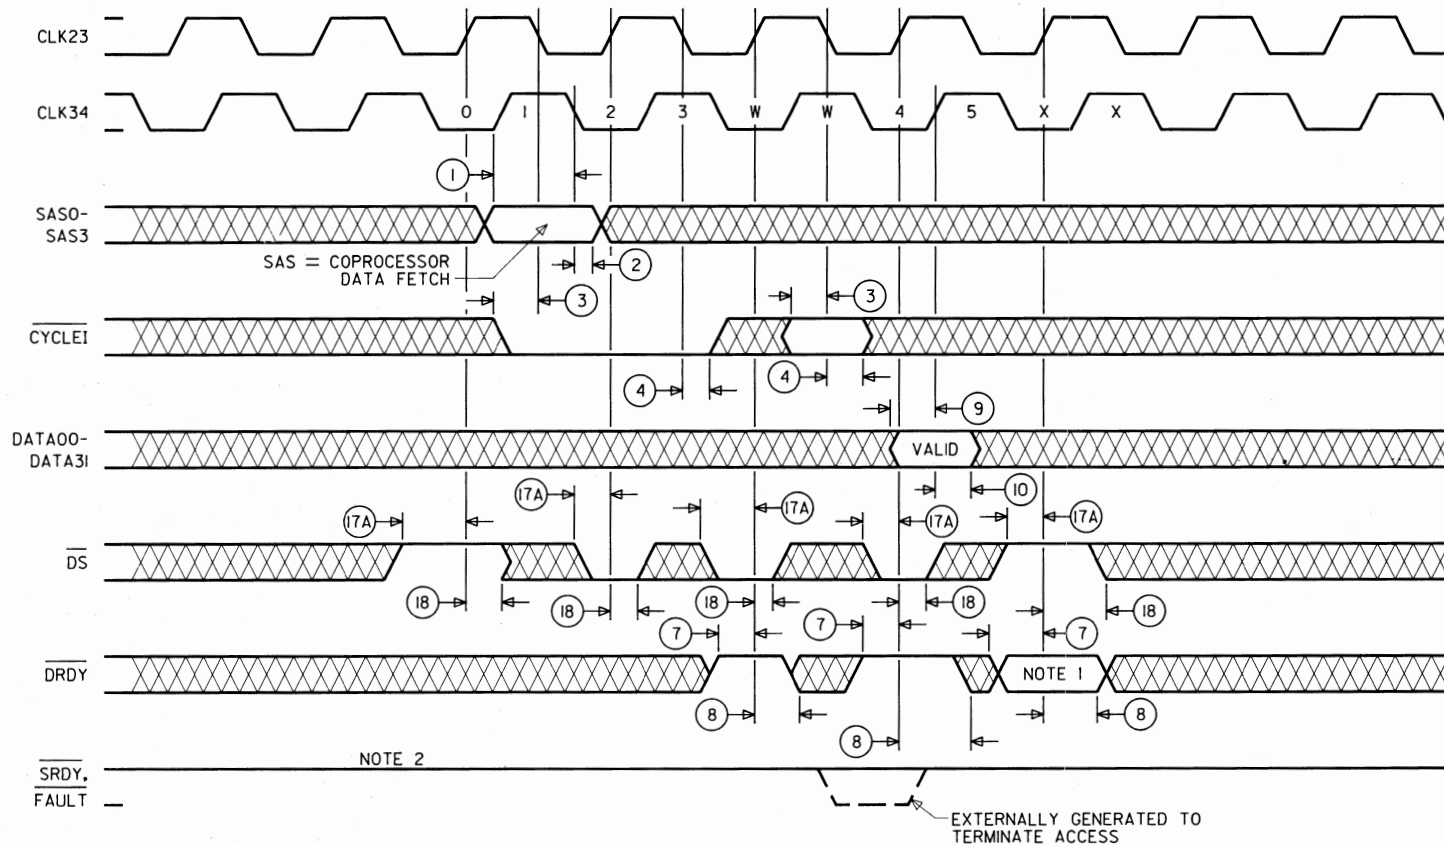 CLK23
CLK34
0 1 2 3 W W 4 5 X X
1
SAS0-
SAS3
SAS = COPROCESSOR
DATA FETCH
2
3
3
CYCLEI
4
4
9
DATA00-
DATA31
VALID
10
17A
17A
17A
17A
17A
DS
18
18
18
18
18
7
7
7
DRDY
NOTE 1
8
8
8
NOTE 2
SRDY,
FAULT
EXTERNALLY GENERATED TO
TERMINATE ACCESS